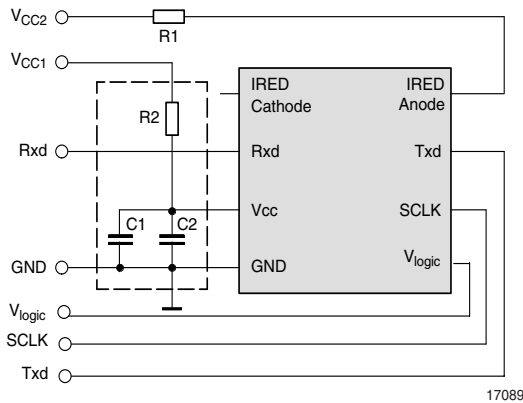 VCC2
R1
VCC1
IRED
Cathode
IRED
Anode
R2
Rxd
Rxd
Txd
Vcc
SCLK
C1
C2
GND
GND
Vlogic
Vlogic
SCLK
Txd
17089